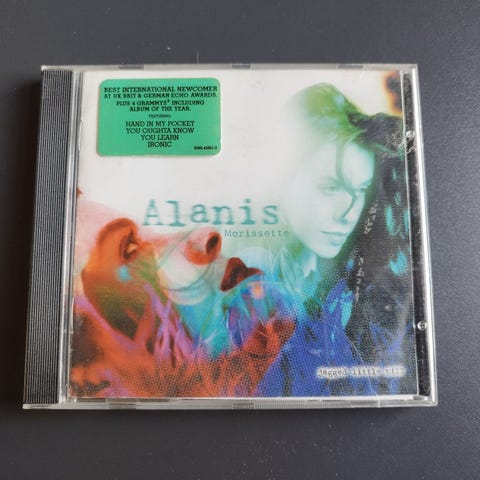 BEST INTERNATIONAL NEWCOMER
AT UK BRIT & GERMAN ECHO AWARDS.
PLUS 4 GRAMMYS® INCLUDING
ALBUM OF THE YEAR.
FEATURING
HAND IN MY POCKET
YOU OUGHTA KNOW
YOU LEARN
IRONIC
Alanis
Morissette
jagged little pill